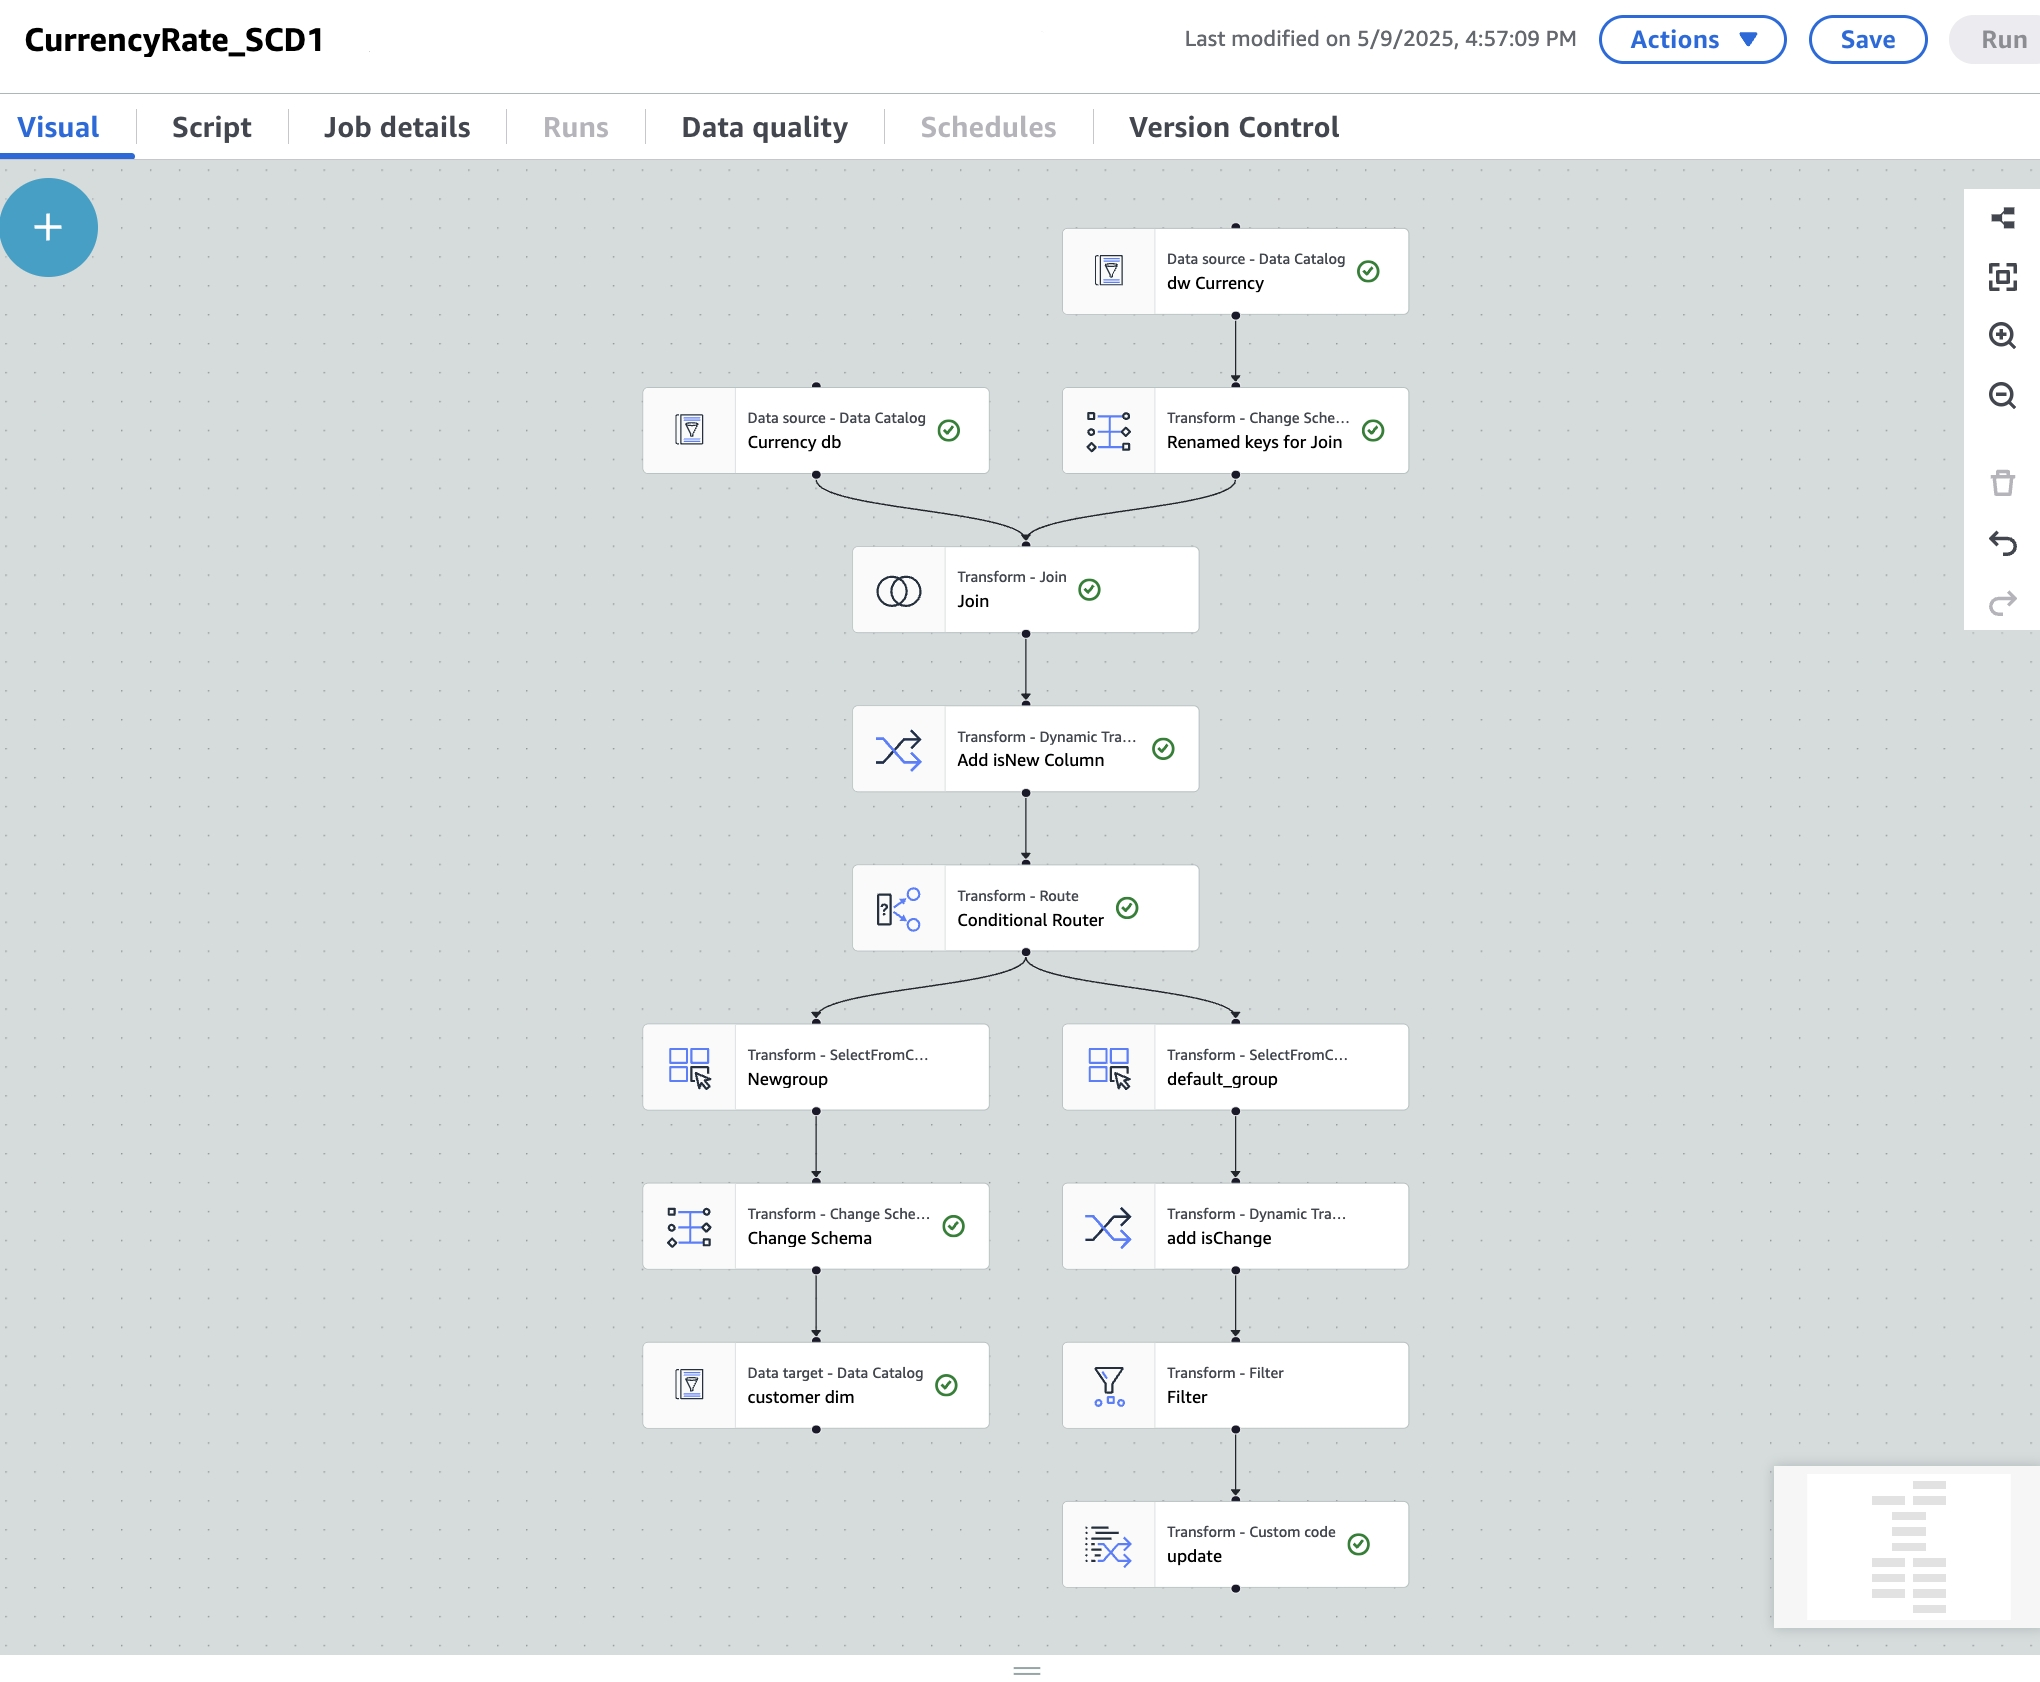 CurrencyRate_SCD1
Last modified on 5/9/2025, 4:57:09 PM
Actions
Save
Run
Visual
Script
Job details
Runs
Data quality
Schedules
Version Control
Data source - Data Catalog
dw Currency
Data source - Data Catalog
Currency db
Transform - Change Sche...
Renamed keys for Join
Transform - Join
Join
Transform - Dynamic Tra...
Add isNew Column
Transform - Route
Conditional Router
Transform - SelectFromC...
Newgroup
Transform - SelectFromC...
default_group
Transform - Change Sche...
Change Schema
Transform - Dynamic Tra...
add isChange
Data target - Data Catalog
customer dim
Transform - Filter
Filter
Transform - Custom code
update